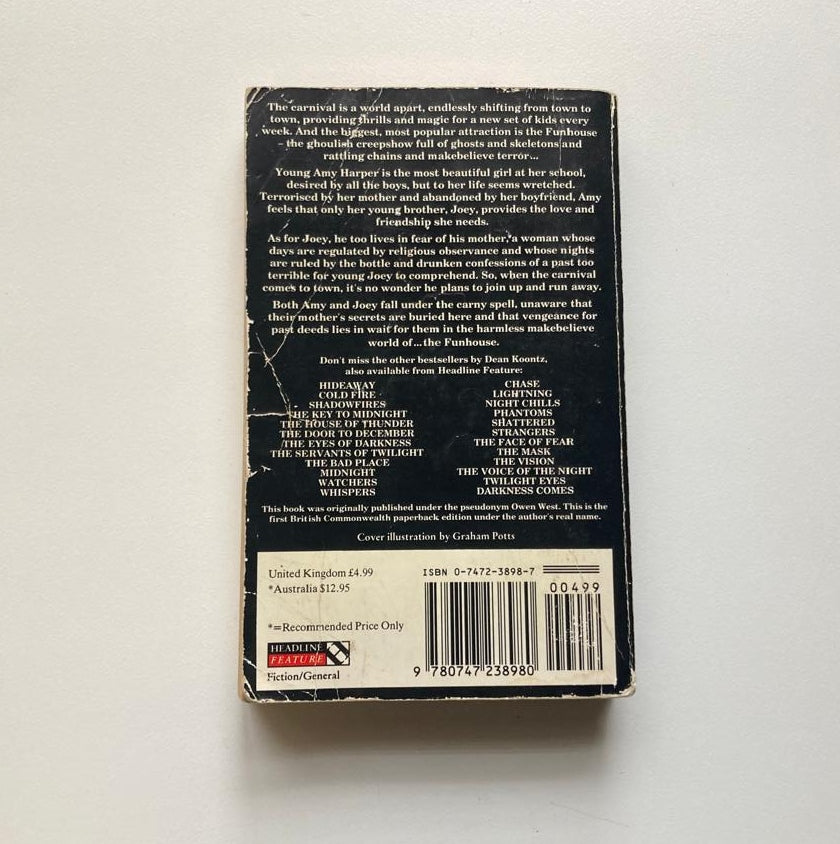 The carnival is a world apart, endlessly shifting from town to
town, providing thrills and magic for a new set of kids every
week. And the biggest, most popular attraction is the Funhouse
– the ghoulish creepshow full of ghosts and skeletons and
rattling chains and makebelieve terror...
Young Amy Harper is the most beautiful girl at her school,
desired by all the boys, but to her life seems wretched.
Terrorised by her mother and abandoned by her boyfriend, Amy
feels that only her young brother, Joey, provides the love and
friendship she needs.
As for Joey, he too lives in fear of his mother, a woman whose
days are regulated by religious observance and whose nights
are ruled by the bottle and drunken confessions of a past too
terrible for young Joey to comprehend. So, when the carnival
comes to town, it's no wonder he plans to join up and run away.
Both Amy and Joey fall under the carny spell, unaware that
their mother's secrets are buried here and that vengeance for
past deeds lies in wait for them in the harmless makebelieve
world of...the Funhouse.
Don't miss the other bestsellers by Dean Koontz,
also available from Headline Feature:
HIDEAWAY
COLD FIRE
SHADOWFIRES
THE KEY TO MIDNIGHT
THE HOUSE OF THUNDER
THE DOOR TO DECEMBER
THE EYES OF DARKNESS
THE SERVANTS OF TWILIGHT
THE BAD PLACE
MIDNIGHT
WATCHERS
WHISPERS
CHASE
LIGHTNING
NIGHT CHILLS
PHANTOMS
SHATTERED
STRANGERS
THE FACE OF FEAR
THE MASK
THE VISION
THE VOICE OF THE NIGHT
TWILIGHT EYES
DARKNESS COMES
This book was originally published under the pseudonym Owen West. This is the
first British Commonwealth paperback edition under the author's real name.
Cover illustration by Graham Potts
United Kingdom £4.99
*Australia $12.95
*=Recommended Price Only
HEADLINE
FEATURE
Fiction/General
ISBN 0-7472-3898-7
00499
9 780747 238980